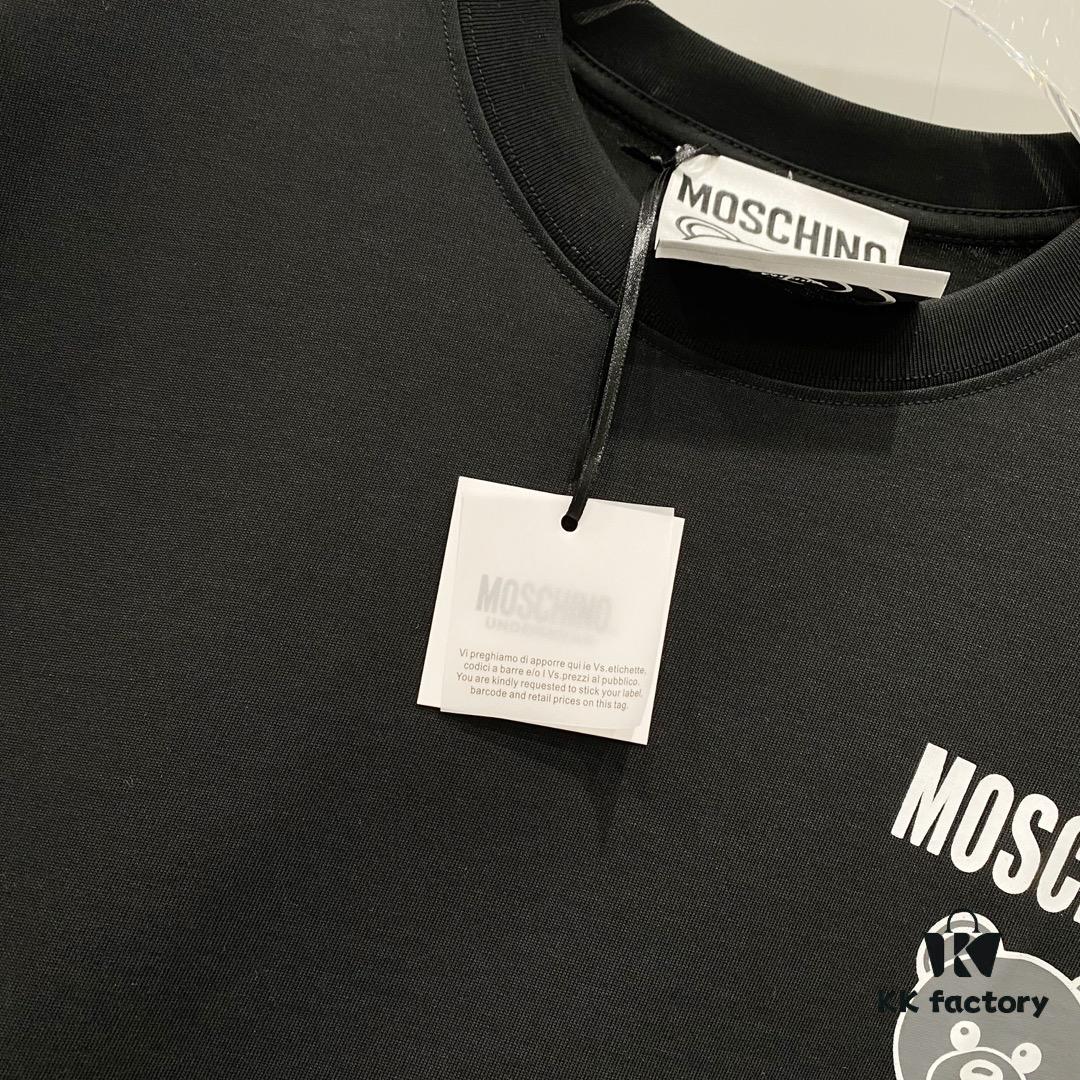 MOSCHINO
MOSCHINO
Vi preghiamo di apporre qui ie Vs.etichette,
codici a barre e/o I Vs.prezzi al pubblico.
You are kindly requested to stick your label,
barcode and retail prices on this tag.
MOSC
K
KK factory